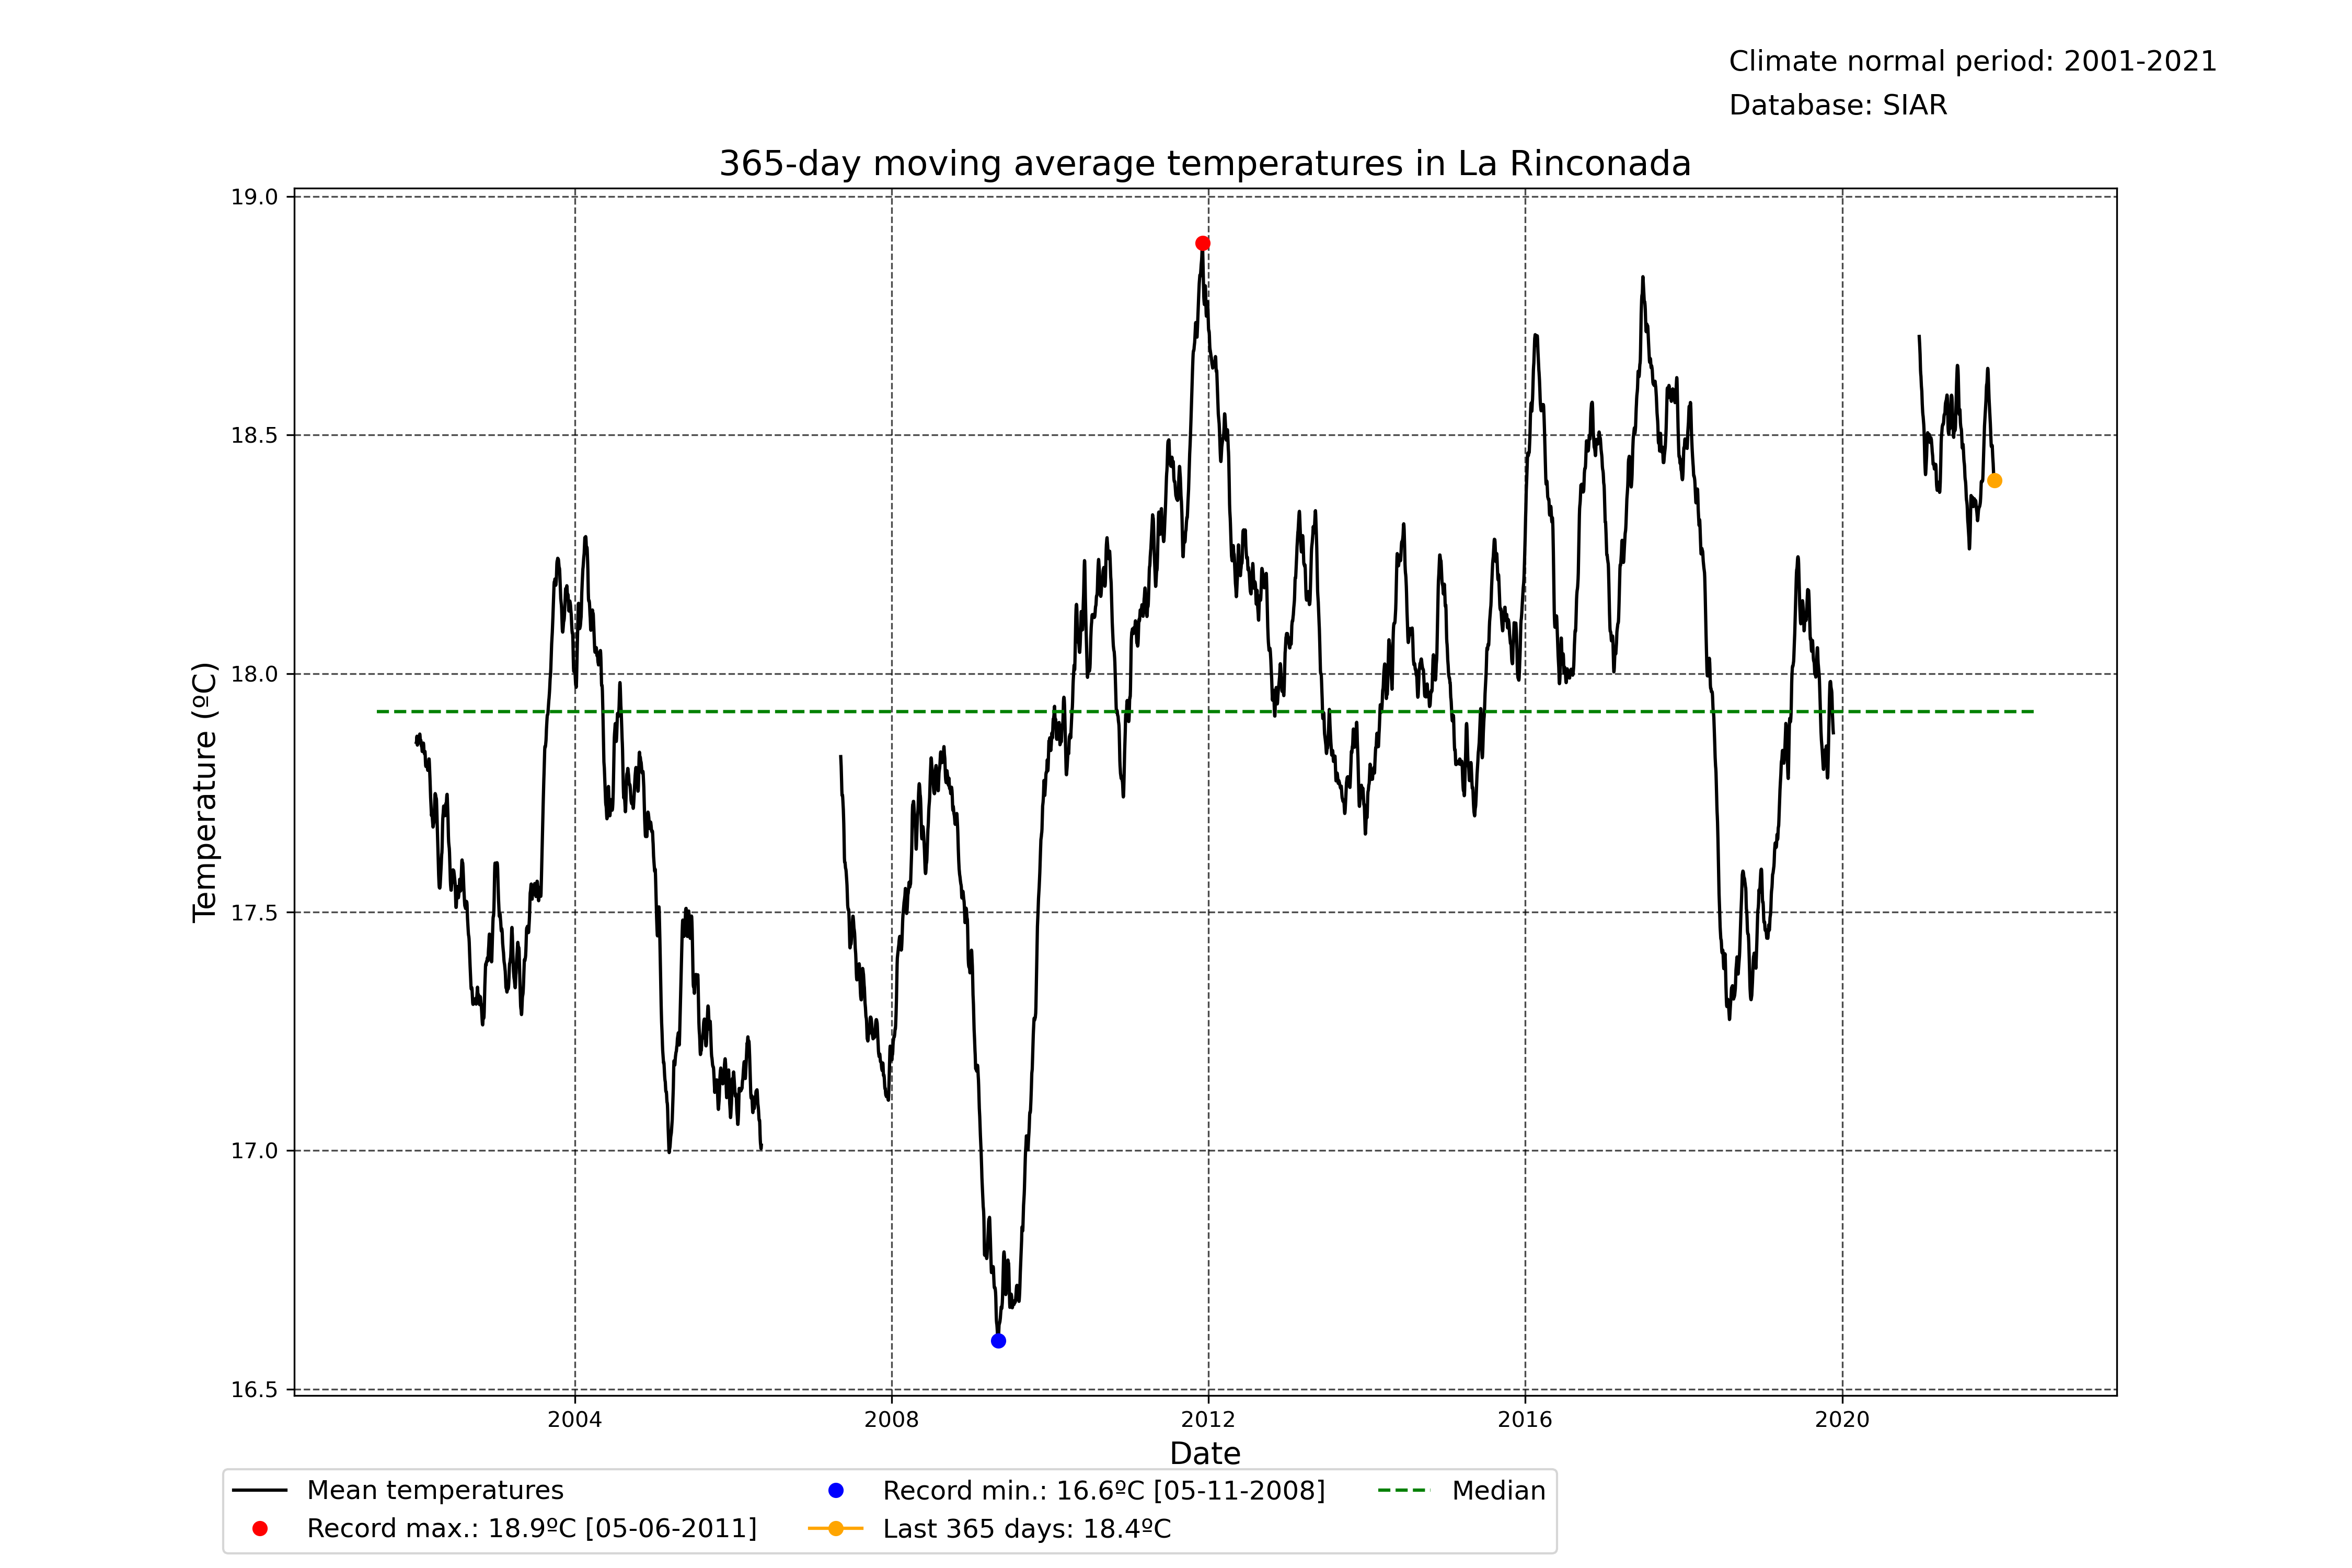 Climate normal period: 2001-2021
Database: SIAR
365-day moving average temperatures in La Rinconada
19.0
18.5
18.0
17.5
17.0
16.5
Temperature (ºC)
2004 2008 2012 2016 2020
Date
Mean temperatures
Record max.: 18.9ºC [05-06-2011]
Record min.: 16.6ºC [05-11-2008]
Last 365 days: 18.4ºC
Median